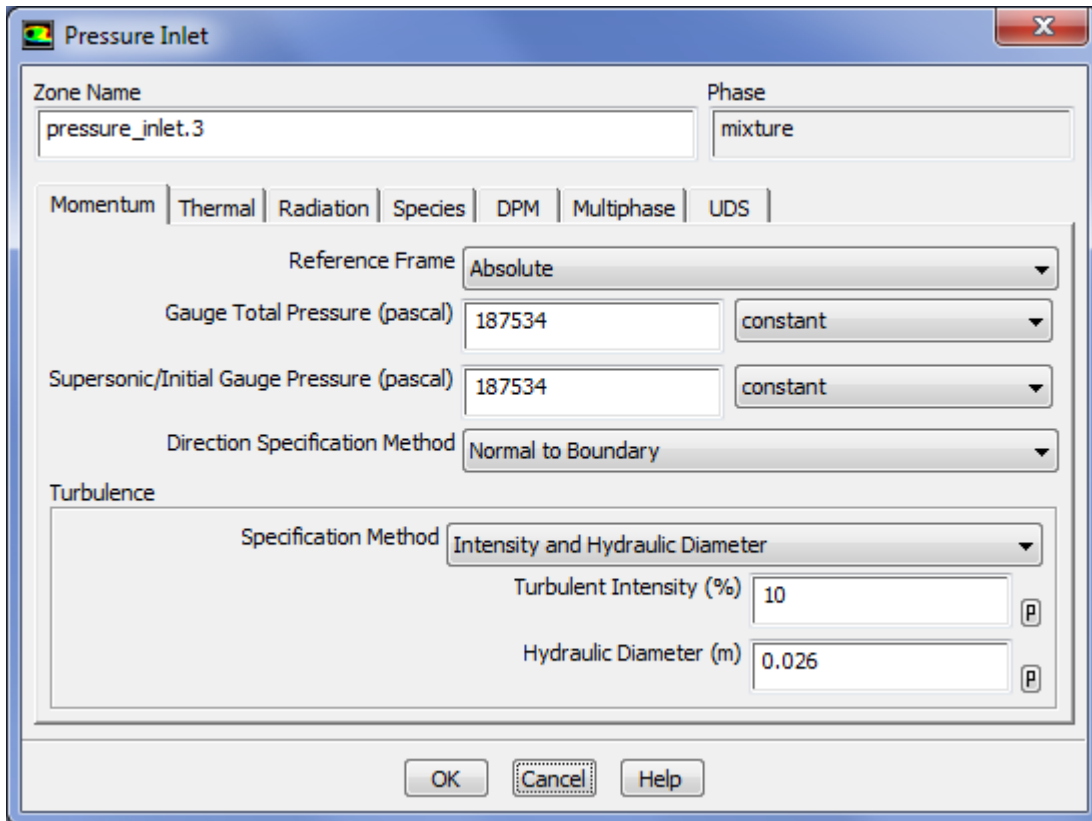 Pressure Inlet
X
Zone Name Phase
pressure_inlet.3 mixture
Momentum Thermal Radiation Species DPM Multiphase UDS
Reference Frame Absolute
Gauge Total Pressure (pascal) 187534 constant
Supersonic/Initial Gauge Pressure (pascal) 187534 constant
Direction Specification Method Normal to Boundary
Turbulence
Specification Method Intensity and Hydraulic Diameter
Turbulent Intensity (%) 10 P
Hydraulic Diameter (m) 0.026 P
OK Cancel Help